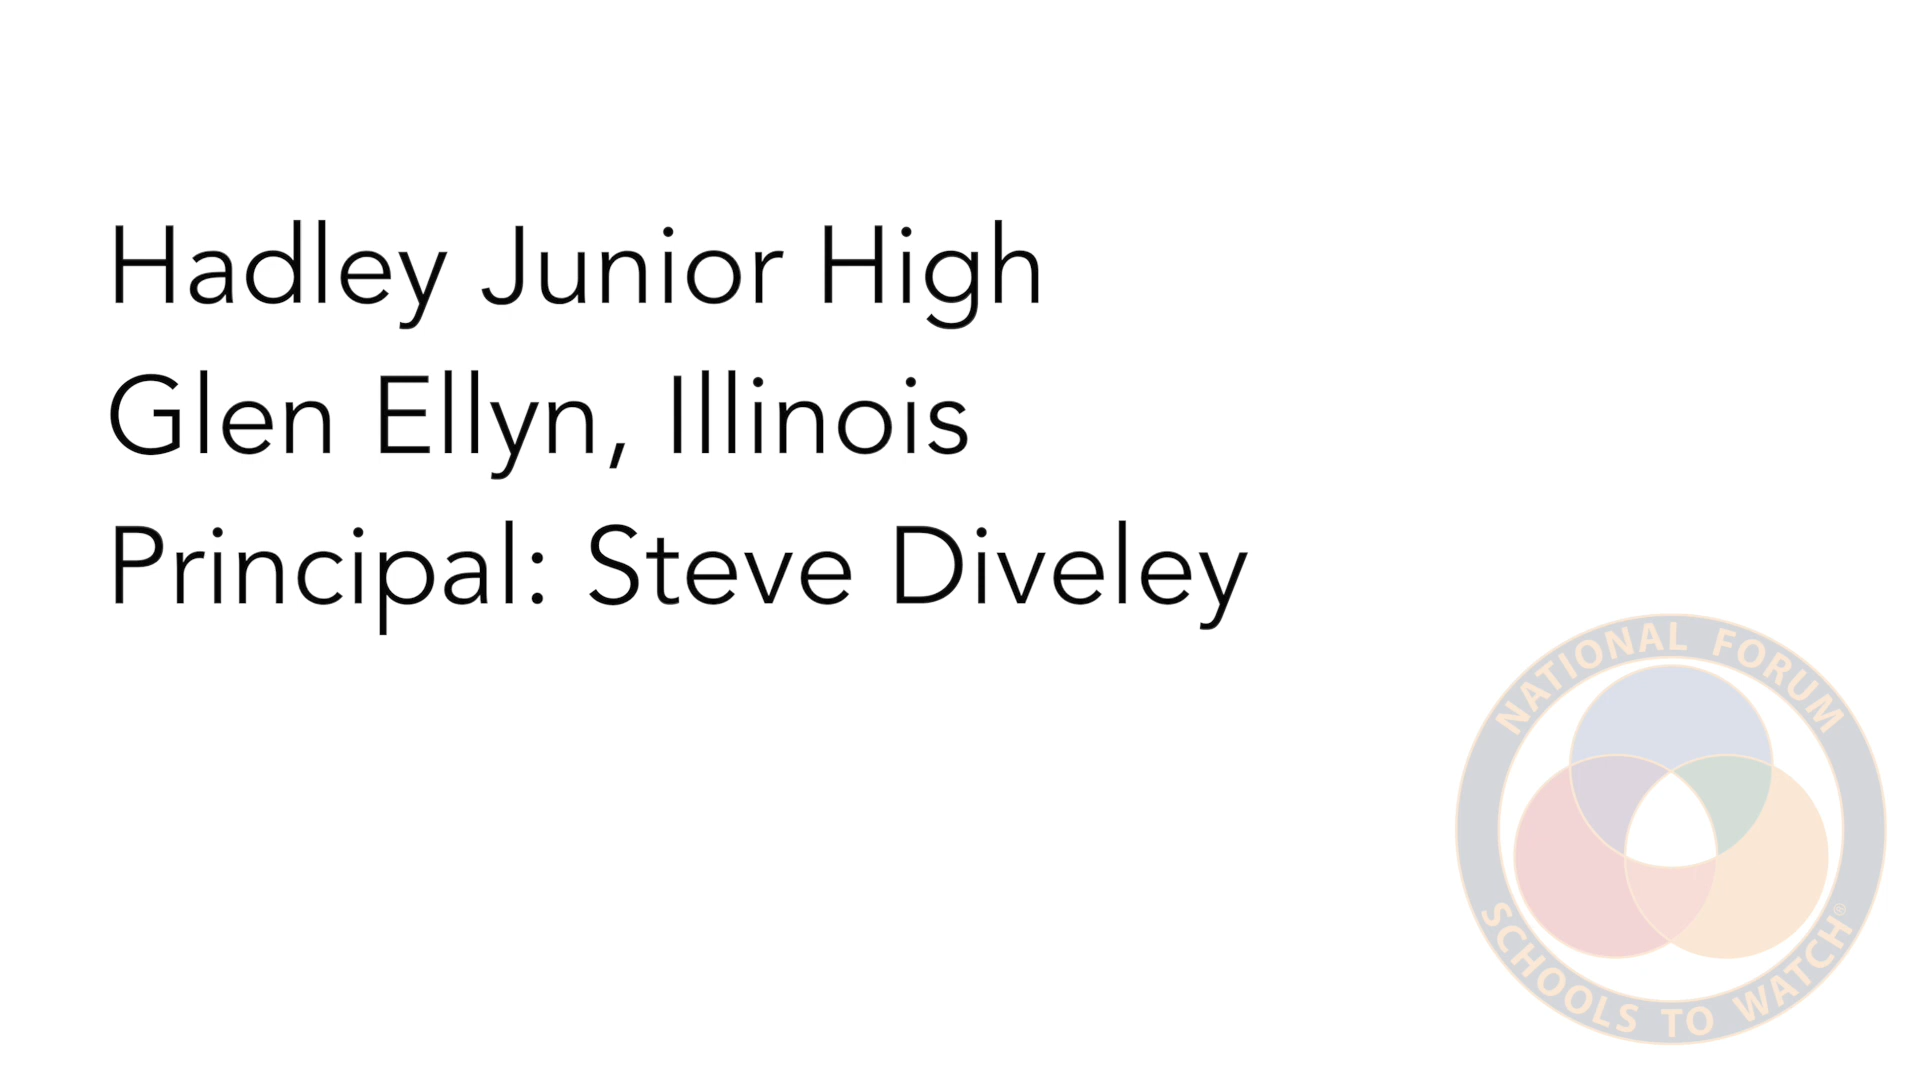 Hadley Junior High
Glen Ellyn, Illinois
Principal: Steve Diveley
NATIONAL FORUM
SCHOOLS TO WATCH®